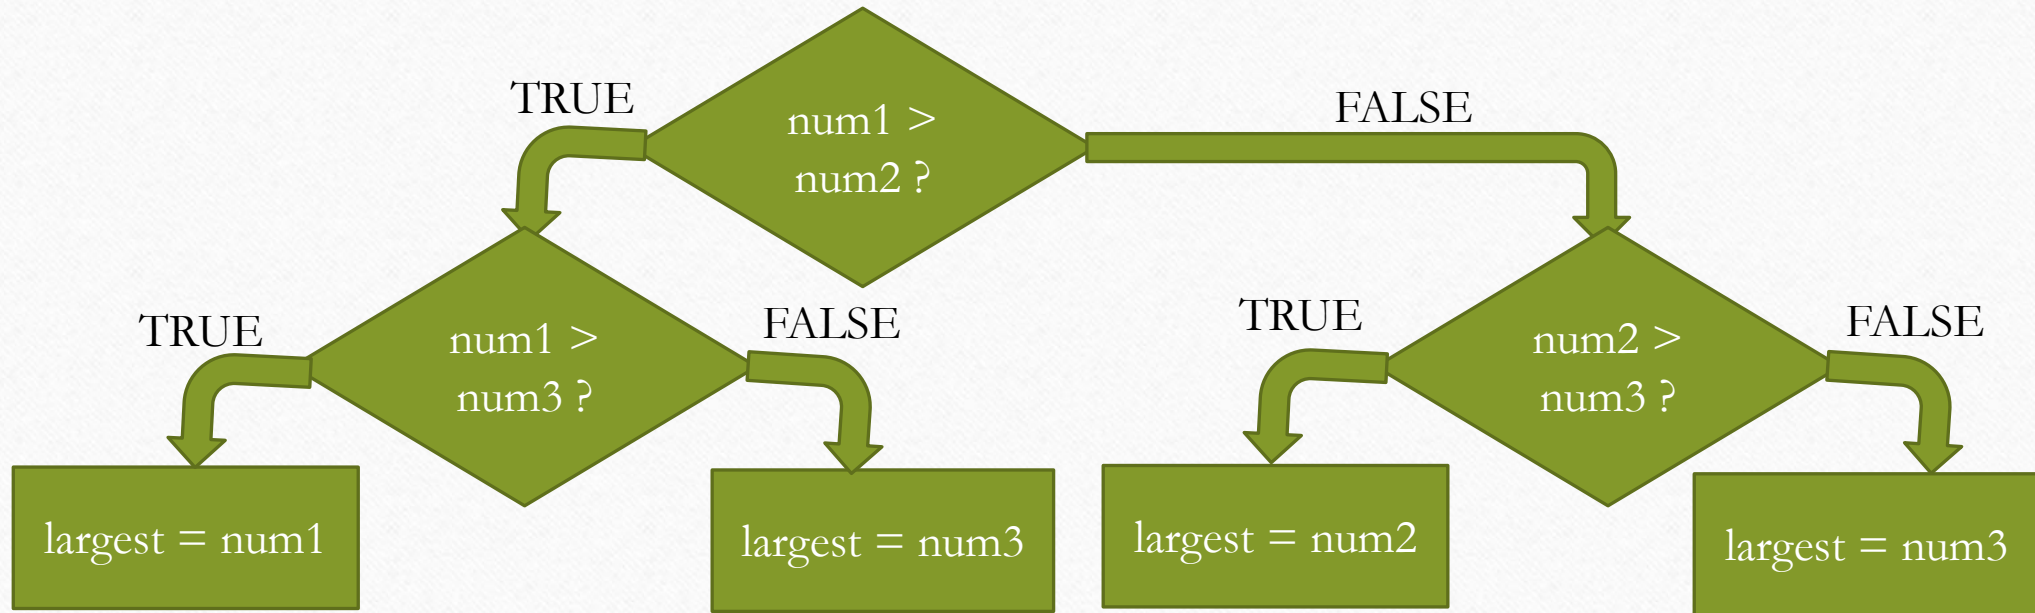 TRUE
num1 >
num2 ?
FALSE
TRUE
num1 >
num3 ?
FALSE
TRUE
num2 >
num3 ?
FALSE
largest = num1
largest = num3
largest = num2
largest = num3